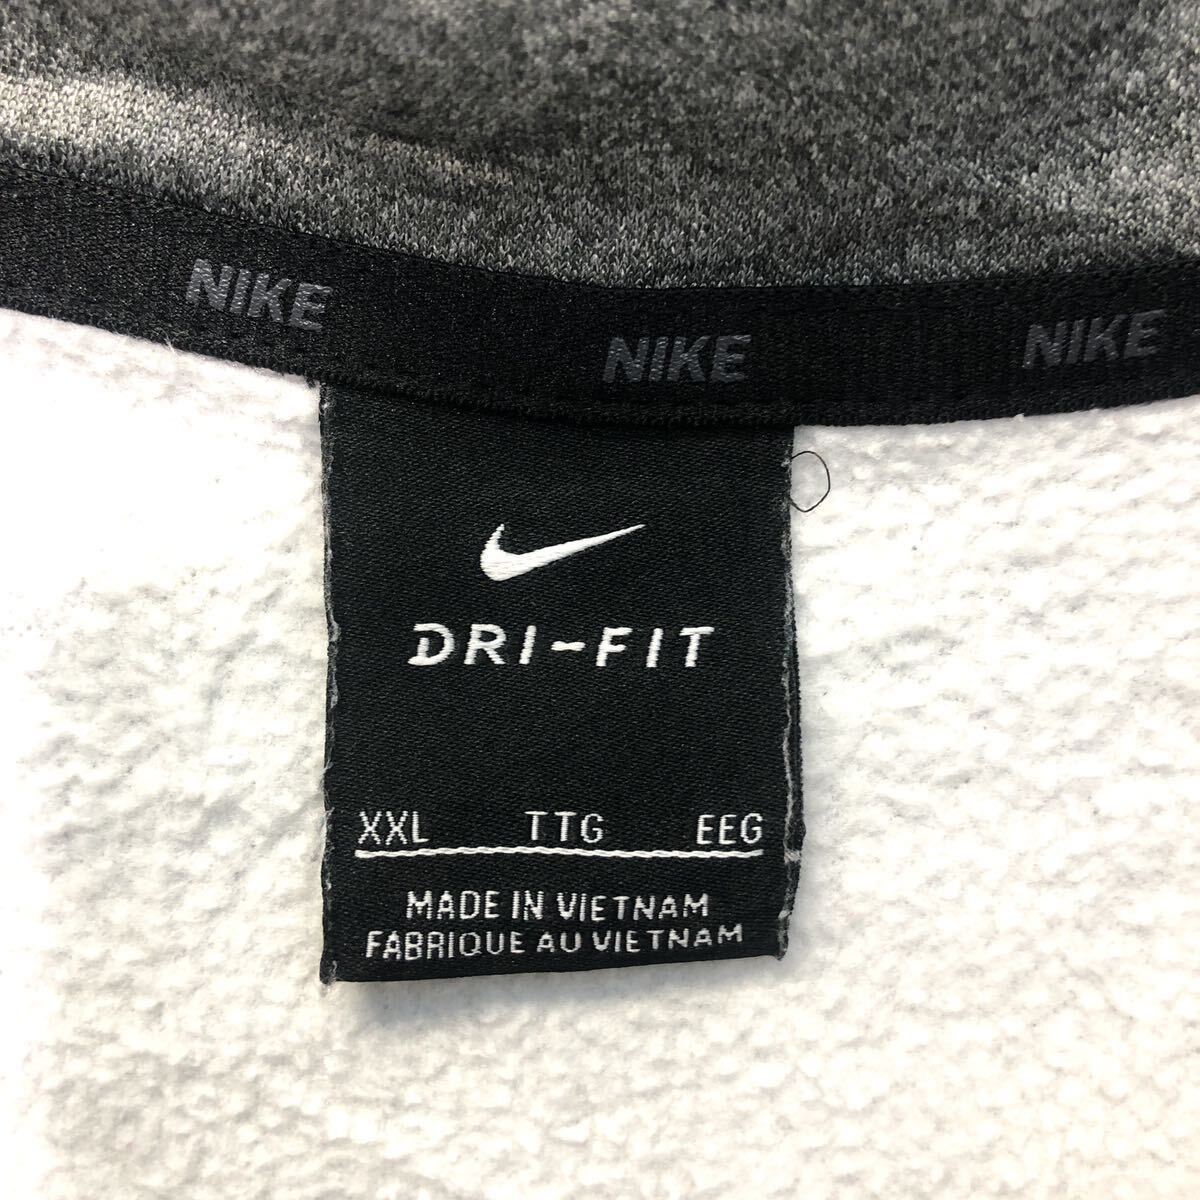 NIKE NIKE NIKE
DRI-FIT
XXL TTG EEG
MADE IN VIETNAM
FABRIQUE AU VIETNAM